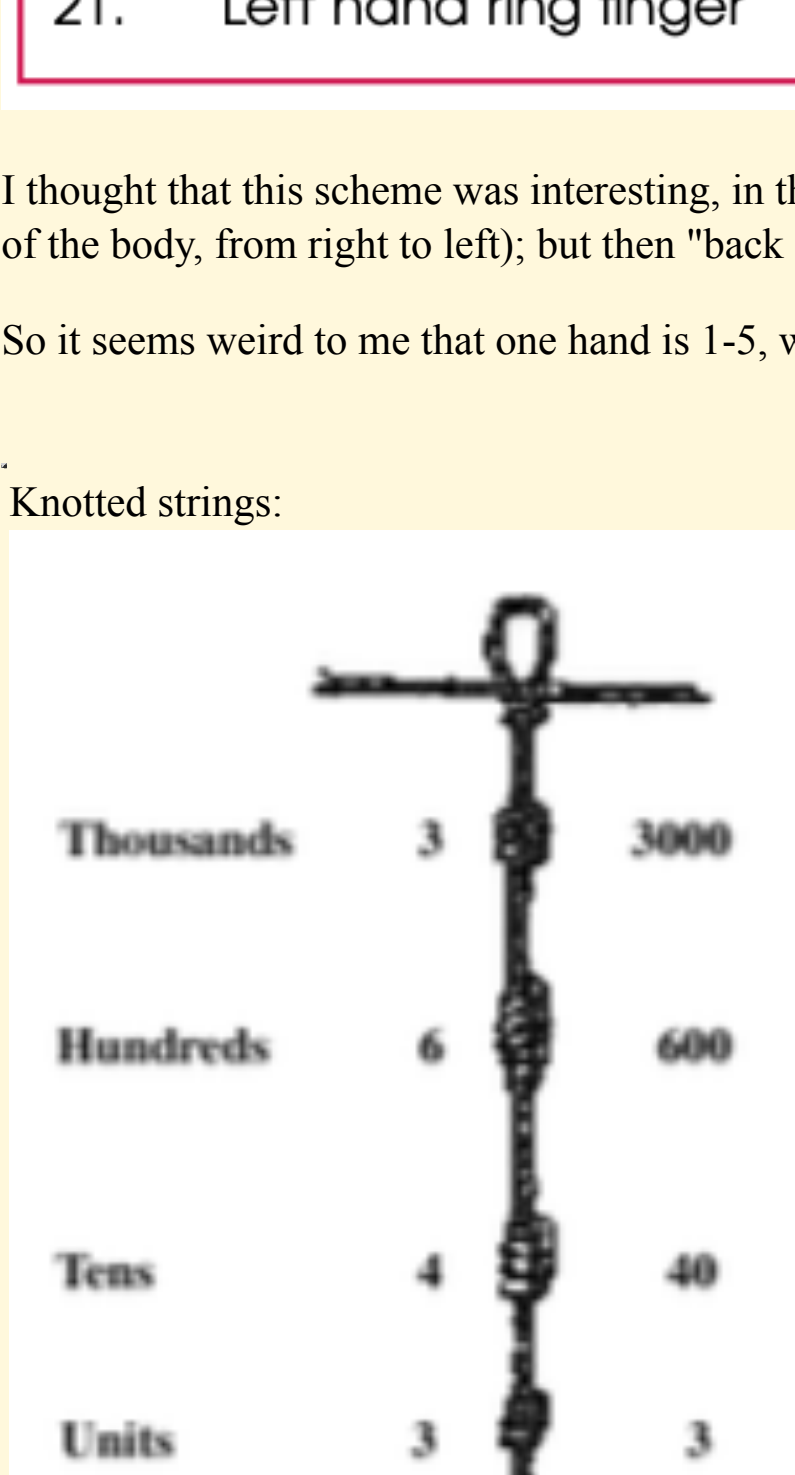 21. Left hand ring finger
I thought that this scheme was interesting, in th
of the body, from right to left); but then "back
So it seems weird to me that one hand is 1-5, w
Knotted strings:
Thousands 3 3000
Hundreds 6 600
Tens 4 40
Units 3 3